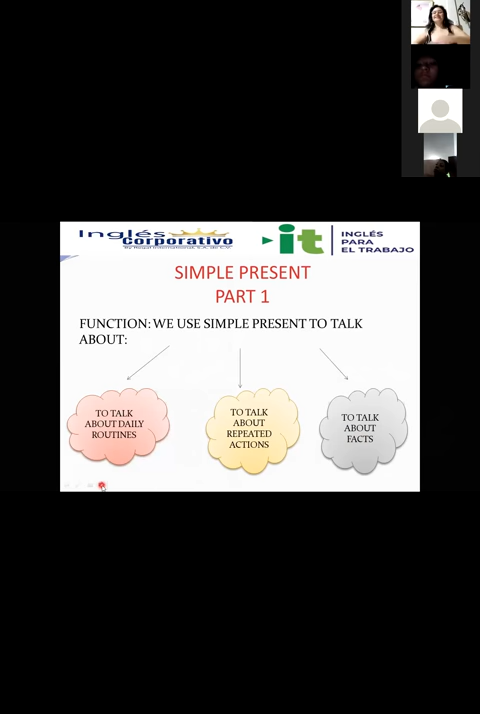 Inglés
Corporativo
it
INGLÉS
PARA
EL TRABAJO
SIMPLE PRESENT
PART 1
FUNCTION: WE USE SIMPLE PRESENT TO TALK
ABOUT:
TO TALK
ABOUT DAILY
ROUTINES
TO TALK
ABOUT
REPEATED
ACTIONS
TO TALK
ABOUT
FACTS